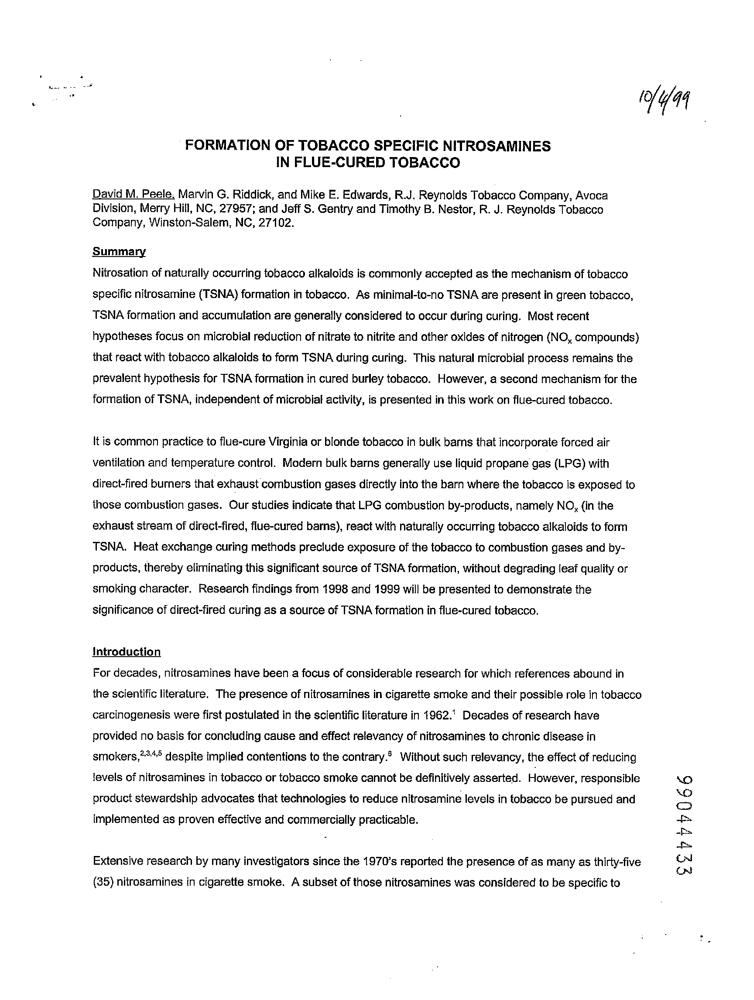 10/4/99
FORMATION OF TOBACCO SPECIFIC NITROSAMINES
IN FLUE-CURED TOBACCO
David M. Peele, Marvin G. Riddick, and Mike E. Edwards, R.J. Reynolds Tobacco Company, Avoca
Division, Merry Hill, NC, 27957; and Jeff S. Gentry and Timothy B. Nestor, R. J. Reynolds Tobacco
Company, Winston-Salem, NC, 27102.
Summary
Nitrosation of naturally occurring tobacco alkaloids is commonly accepted as the mechanism of tobacco
specific nitrosamine (TSNA) formation in tobacco. As minimal-to-no TSNA are present in green tobacco,
TSNA formation and accumulation are generally considered to occur during curing. Most recent
hypotheses focus on microbial reduction of nitrate to nitrite and other oxides of nitrogen (NOₓ compounds)
that react with tobacco alkaloids to form TSNA during curing. This natural microbial process remains the
prevalent hypothesis for TSNA formation in cured burley tobacco. However, a second mechanism for the
formation of TSNA, independent of microbial activity, is presented in this work on flue-cured tobacco.
It is common practice to flue-cure Virginia or blonde tobacco in bulk barns that incorporate forced air
ventilation and temperature control. Modern bulk barns generally use liquid propane gas (LPG) with
direct-fired burners that exhaust combustion gases directly into the barn where the tobacco is exposed to
those combustion gases. Our studies indicate that LPG combustion by-products, namely NOₓ (in the
exhaust stream of direct-fired, flue-cured barns), react with naturally occurring tobacco alkaloids to form
TSNA. Heat exchange curing methods preclude exposure of the tobacco to combustion gases and by-
products, thereby eliminating this significant source of TSNA formation, without degrading leaf quality or
smoking character. Research findings from 1998 and 1999 will be presented to demonstrate the
significance of direct-fired curing as a source of TSNA formation in flue-cured tobacco.
Introduction
For decades, nitrosamines have been a focus of considerable research for which references abound in
the scientific literature. The presence of nitrosamines in cigarette smoke and their possible role in tobacco
carcinogenesis were first postulated in the scientific literature in 1962.¹ Decades of research have
provided no basis for concluding cause and effect relevancy of nitrosamines to chronic disease in
smokers,²,³,⁴,⁵ despite implied contentions to the contrary.⁶ Without such relevancy, the effect of reducing
levels of nitrosamines in tobacco or tobacco smoke cannot be definitively asserted. However, responsible
product stewardship advocates that technologies to reduce nitrosamine levels in tobacco be pursued and
implemented as proven effective and commercially practicable.
Extensive research by many investigators since the 1970's reported the presence of as many as thirty-five
(35) nitrosamines in cigarette smoke. A subset of those nitrosamines was considered to be specific to
99044433